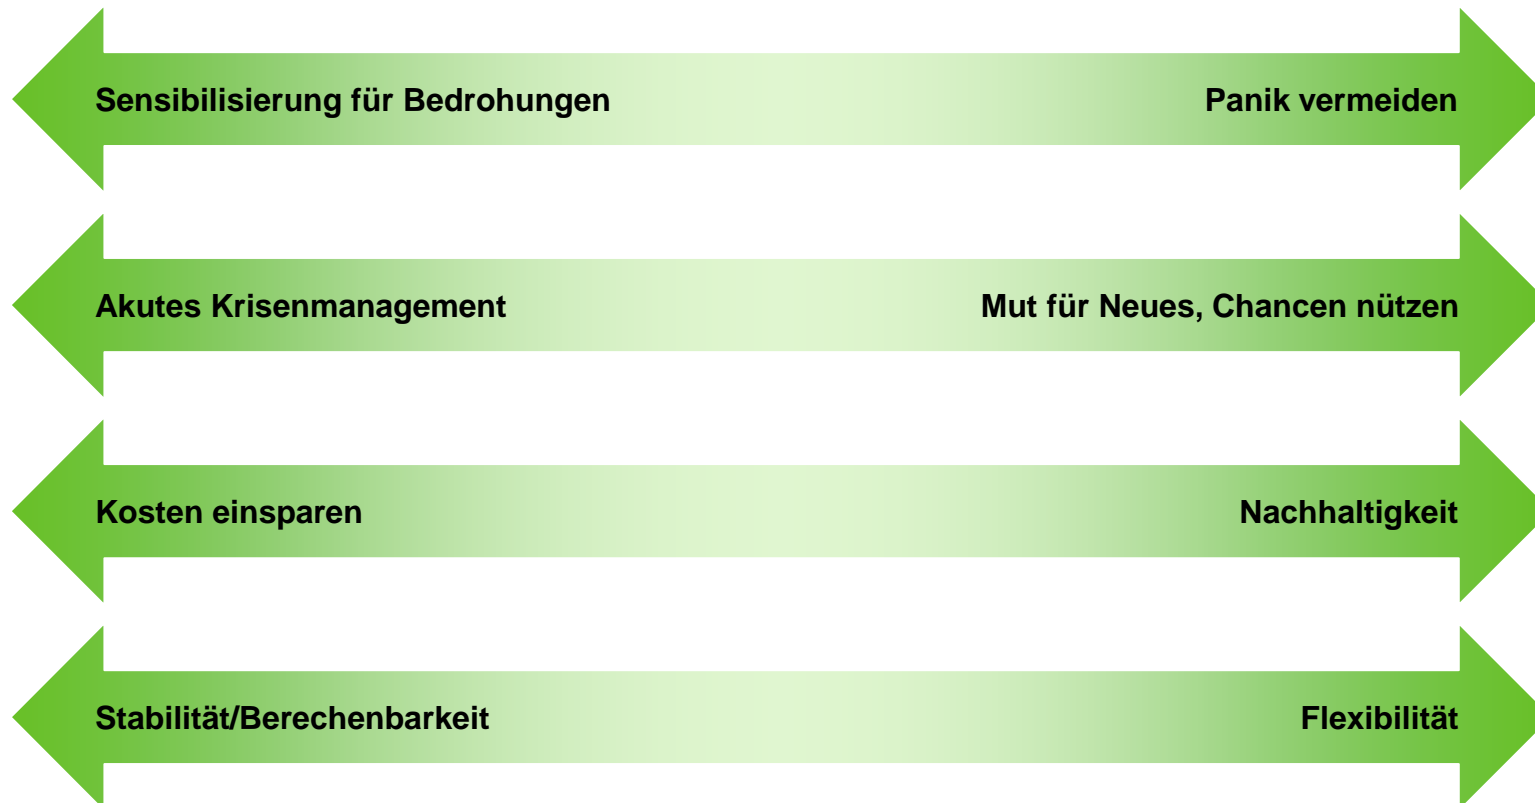 Sensibilisierung für Bedrohungen Panik vermeiden
Akutes Krisenmanagement Mut für Neues, Chancen nützen
Kosten einsparen Nachhaltigkeit
Stabilität/Berechenbarkeit Flexibilität